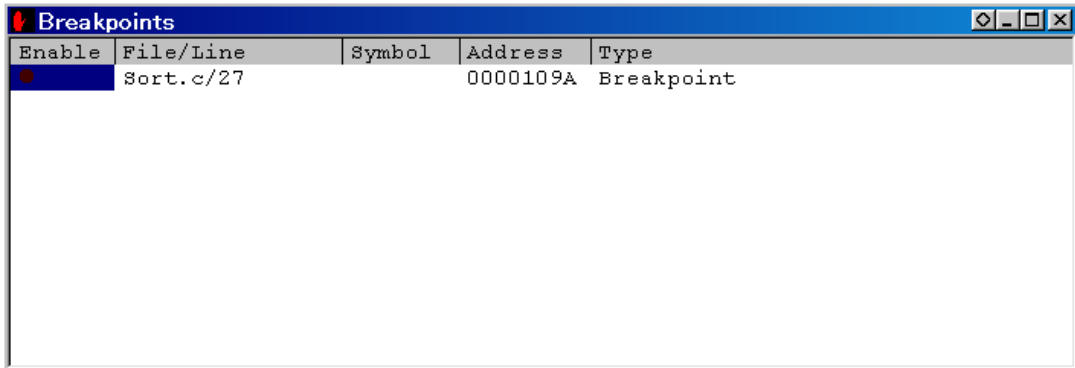 Breakpoints
Enable File/Line Symbol Address Type
Sort.c/27 0000109A Breakpoint